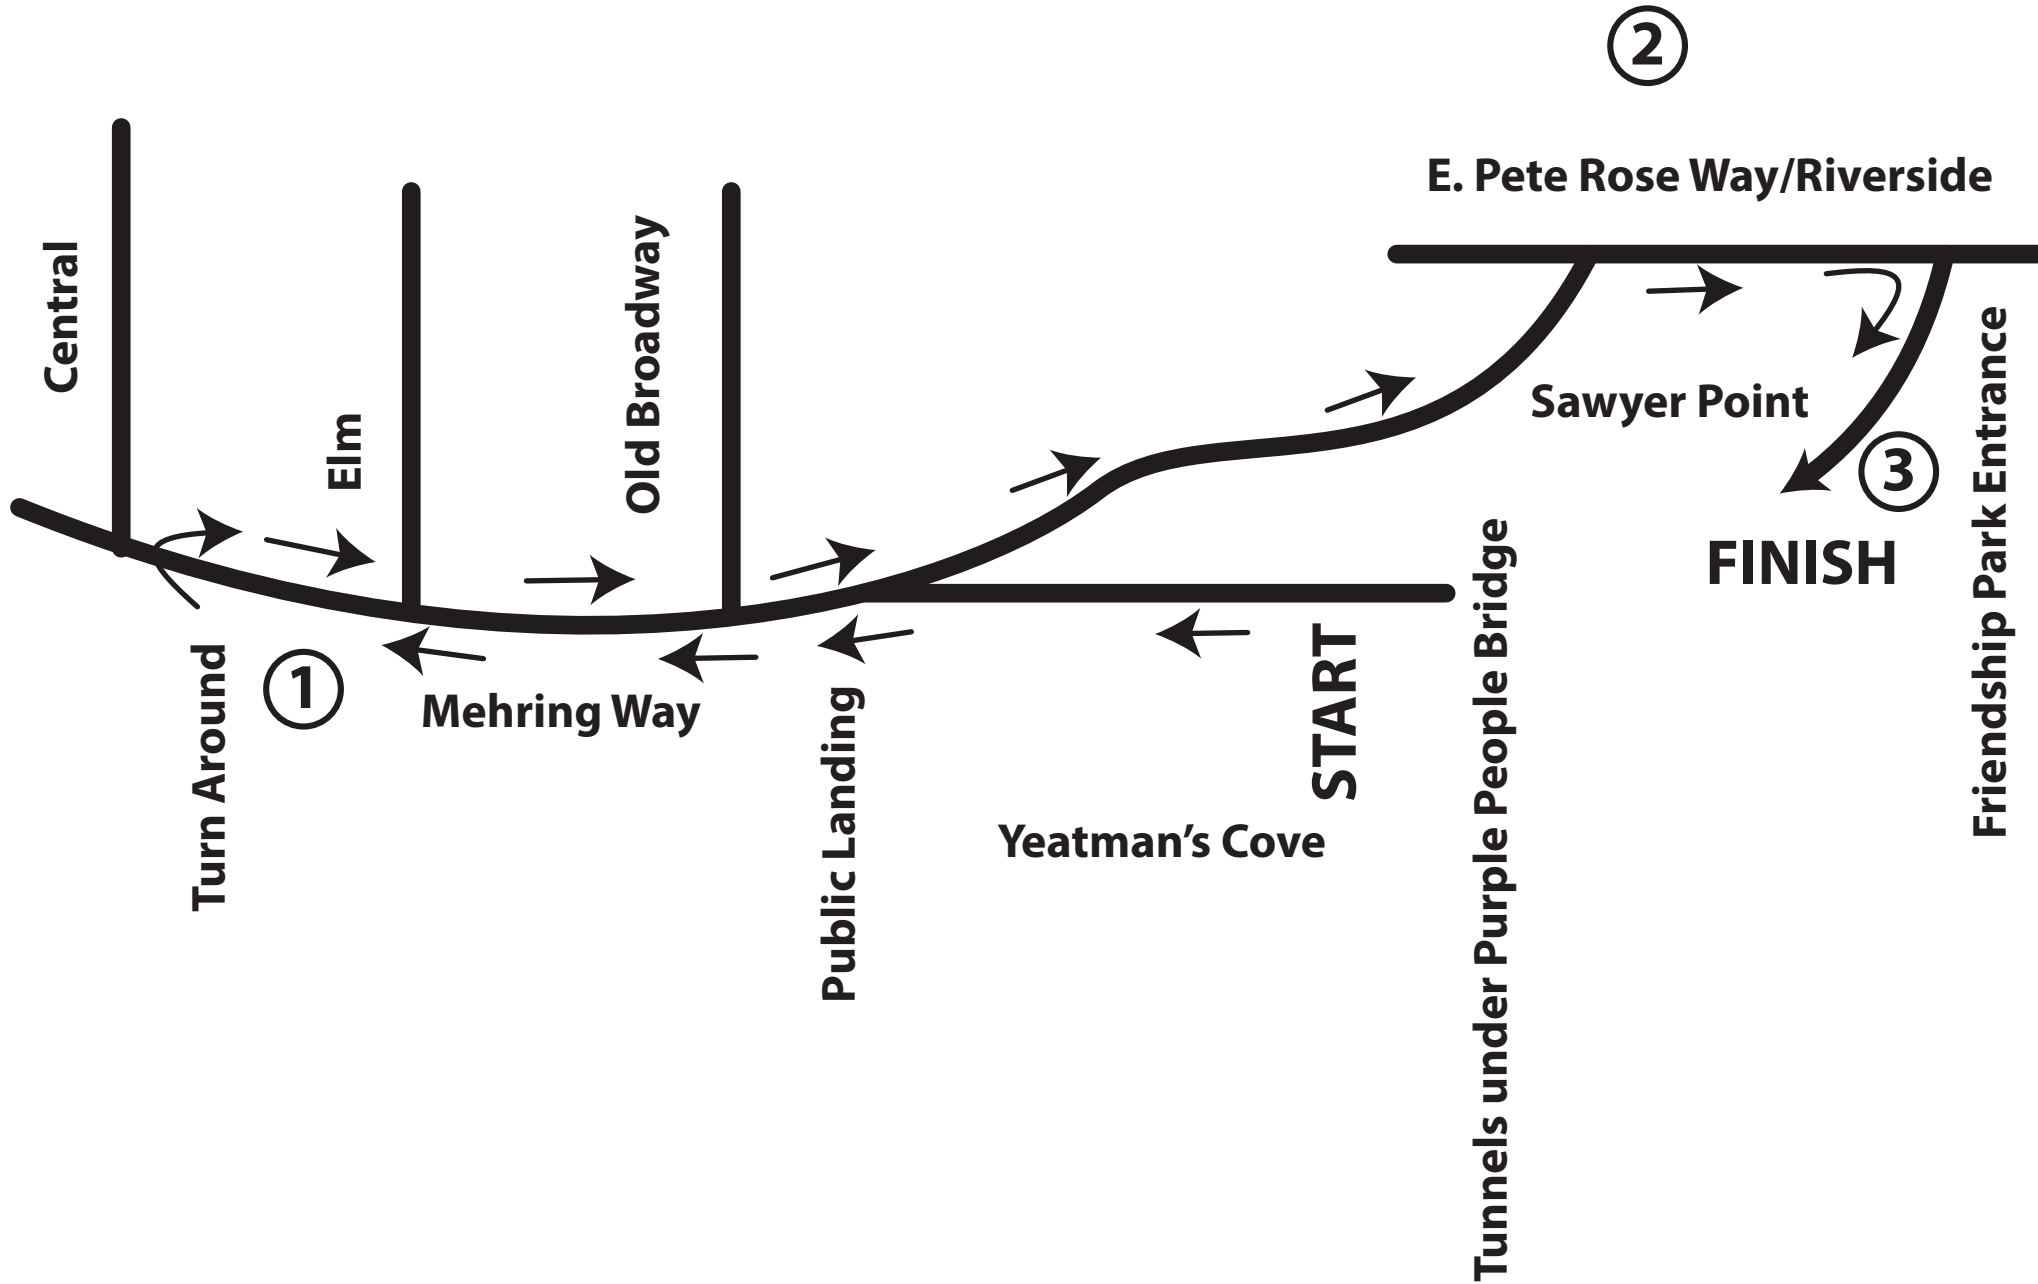 2
E. Pete Rose Way/Riverside
Central
Elm
Old Broadway
Sawyer Point
3
FINISH
Friendship Park Entrance
Turn Around
1
Mehring Way
Public Landing
START
Yeatman’s Cove
Tunnels under Purple People Bridge